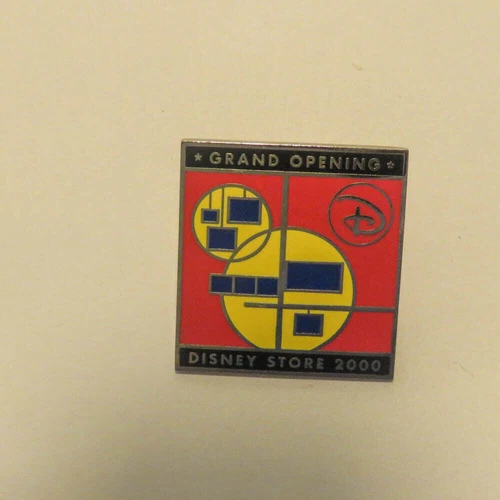 * GRAND OPENING *
D
DISNEY STORE 2000